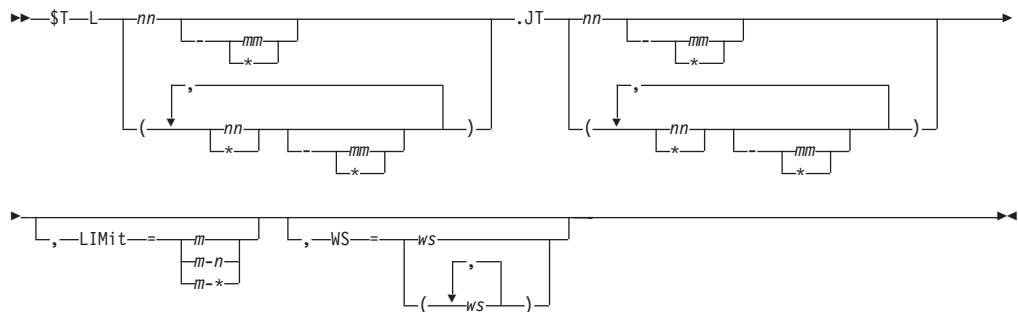 $T L nn .JT nn
- mm - mm
* *
, ,
( nn ) ( nn )
* - mm * - mm
* *
, LIMit = m , WS = ws
m-n ,
m-* ( ws )